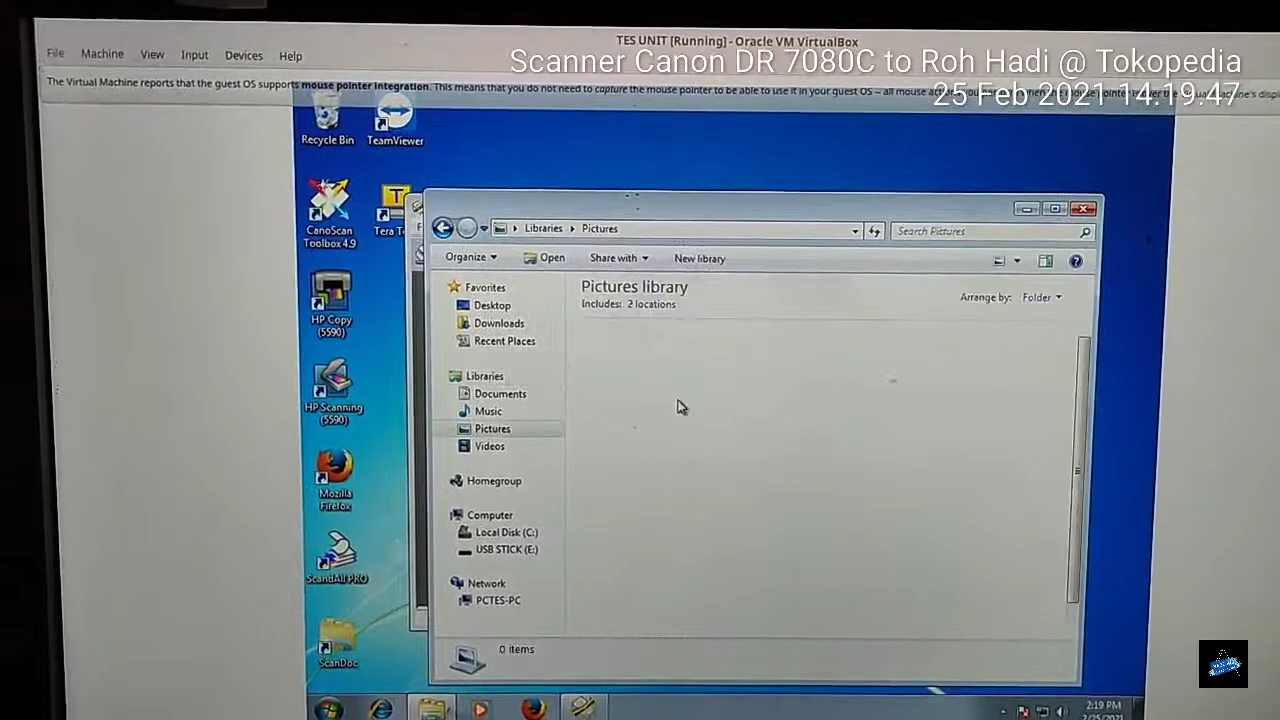 TES UNIT [Running] - Oracle VM VirtualBox
File Machine View Input Devices Help
Scanner Canon DR 7080C to Roh Hadi @ Tokopedia
The Virtual Machine reports that the guest OS supports mouse pointer integration. This means that you do not need to capture the mouse pointer to be able to use it in your guest OS -- all mouse
25 Feb 2021 14.19.47
Recycle Bin
TeamViewer
CanoScan
Toolbox 4.9
Tera
HP Copy
(5590)
HP Scanning
(5590)
Mozilla
Firefox
ScandAll PRO
ScanDoc
Libraries Pictures
Search Pictures
Organize Open Share with New library
Favorites
Desktop
Downloads
Recent Places
Libraries
Documents
Music
Pictures
Videos
Homegroup
Computer
Local Disk (C:)
USB STICK (E:)
Network
PCTES-PC
Pictures library
Includes: 2 locations
Arrange by: Folder
0 items
2:19 PM
2/25/2021